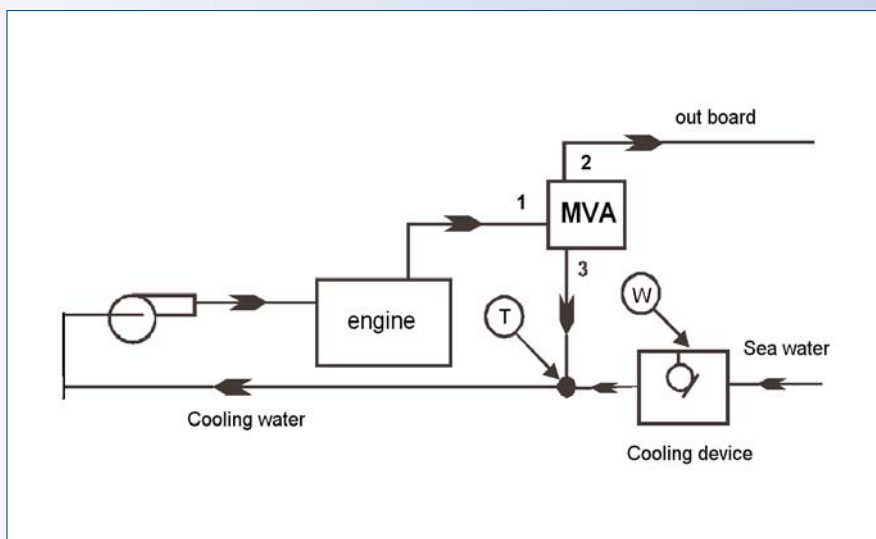 out board
2
1
MVA
3
W
T
engine
Sea water
Cooling water
Cooling device